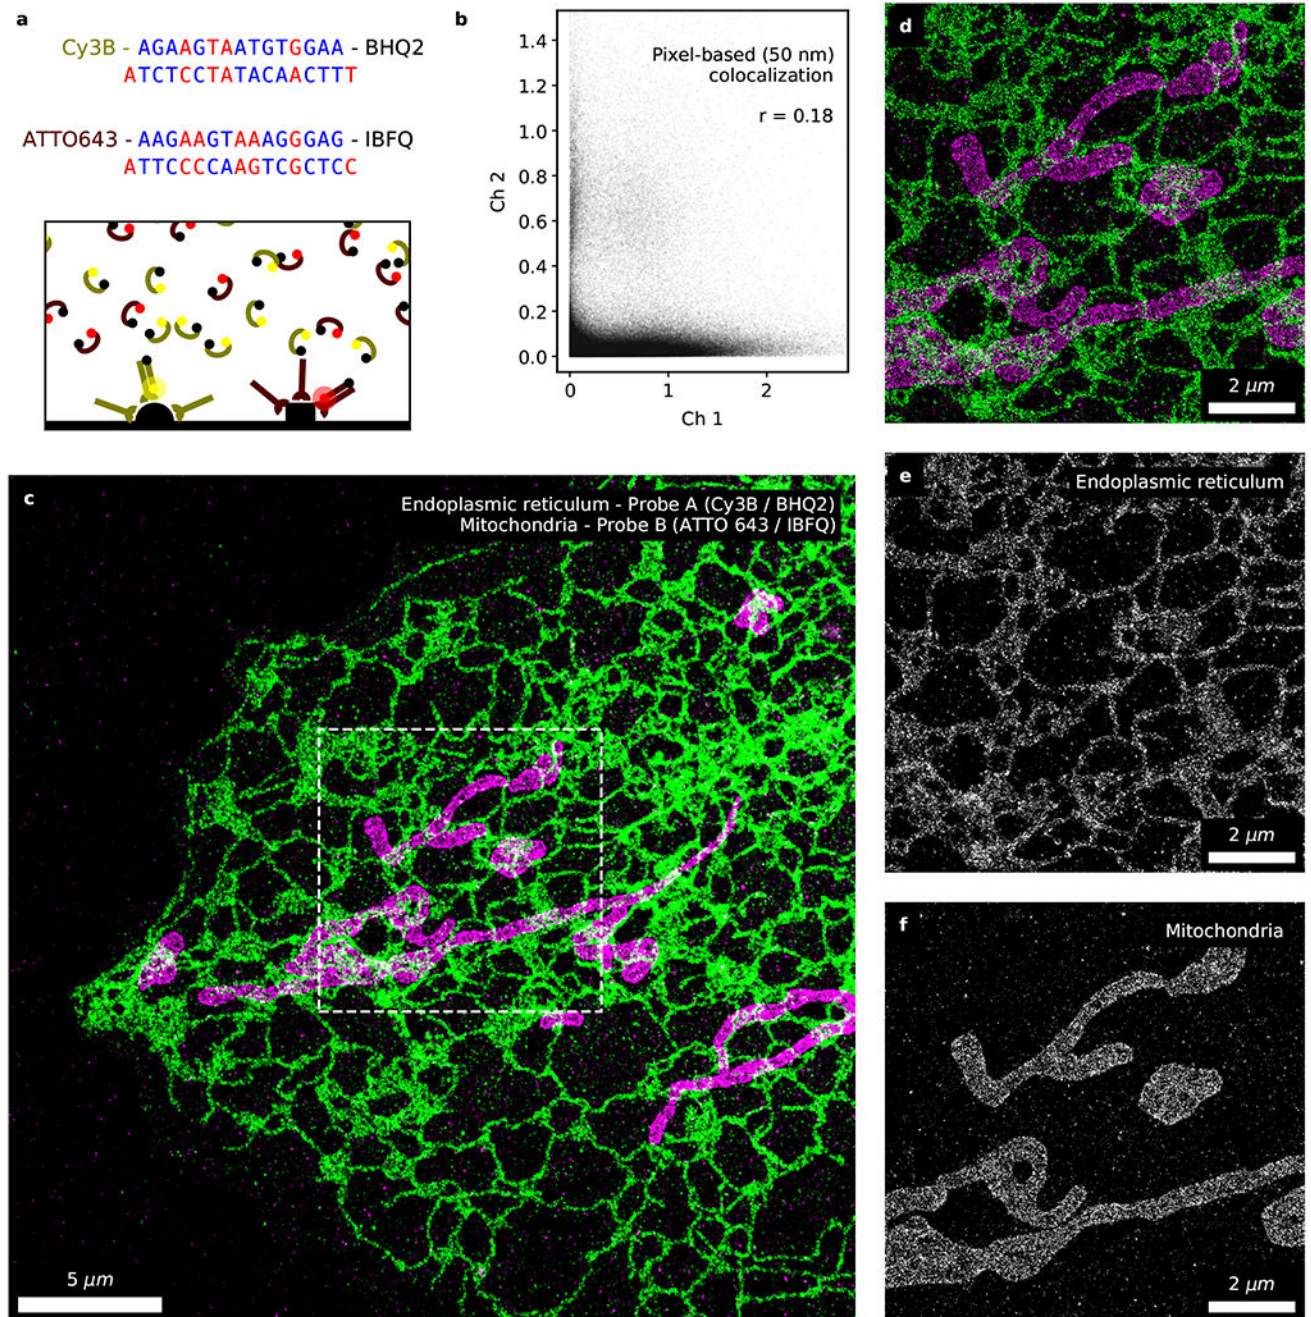 a
Cy3B - AGAAGTAATGTGGAA - BHQ2
ATCTCCTATACAACTTT
ATTO643 - AAGAAGTAAAGGGAG - IBFQ
ATTCCCCAAGTCGCTCC
b
Pixel-based (50 nm)
colocalization
r = 0.18
1.4
1.2
1.0
0.8
0.6
0.4
0.2
0.0
Ch 2
0
1
2
Ch 1
c
Endoplasmic reticulum - Probe A (Cy3B / BHQ2)
Mitochondria - Probe B (ATTO 643 / IBFQ)
5 μm
d
2 μm
e
Endoplasmic reticulum
2 μm
f
Mitochondria
2 μm